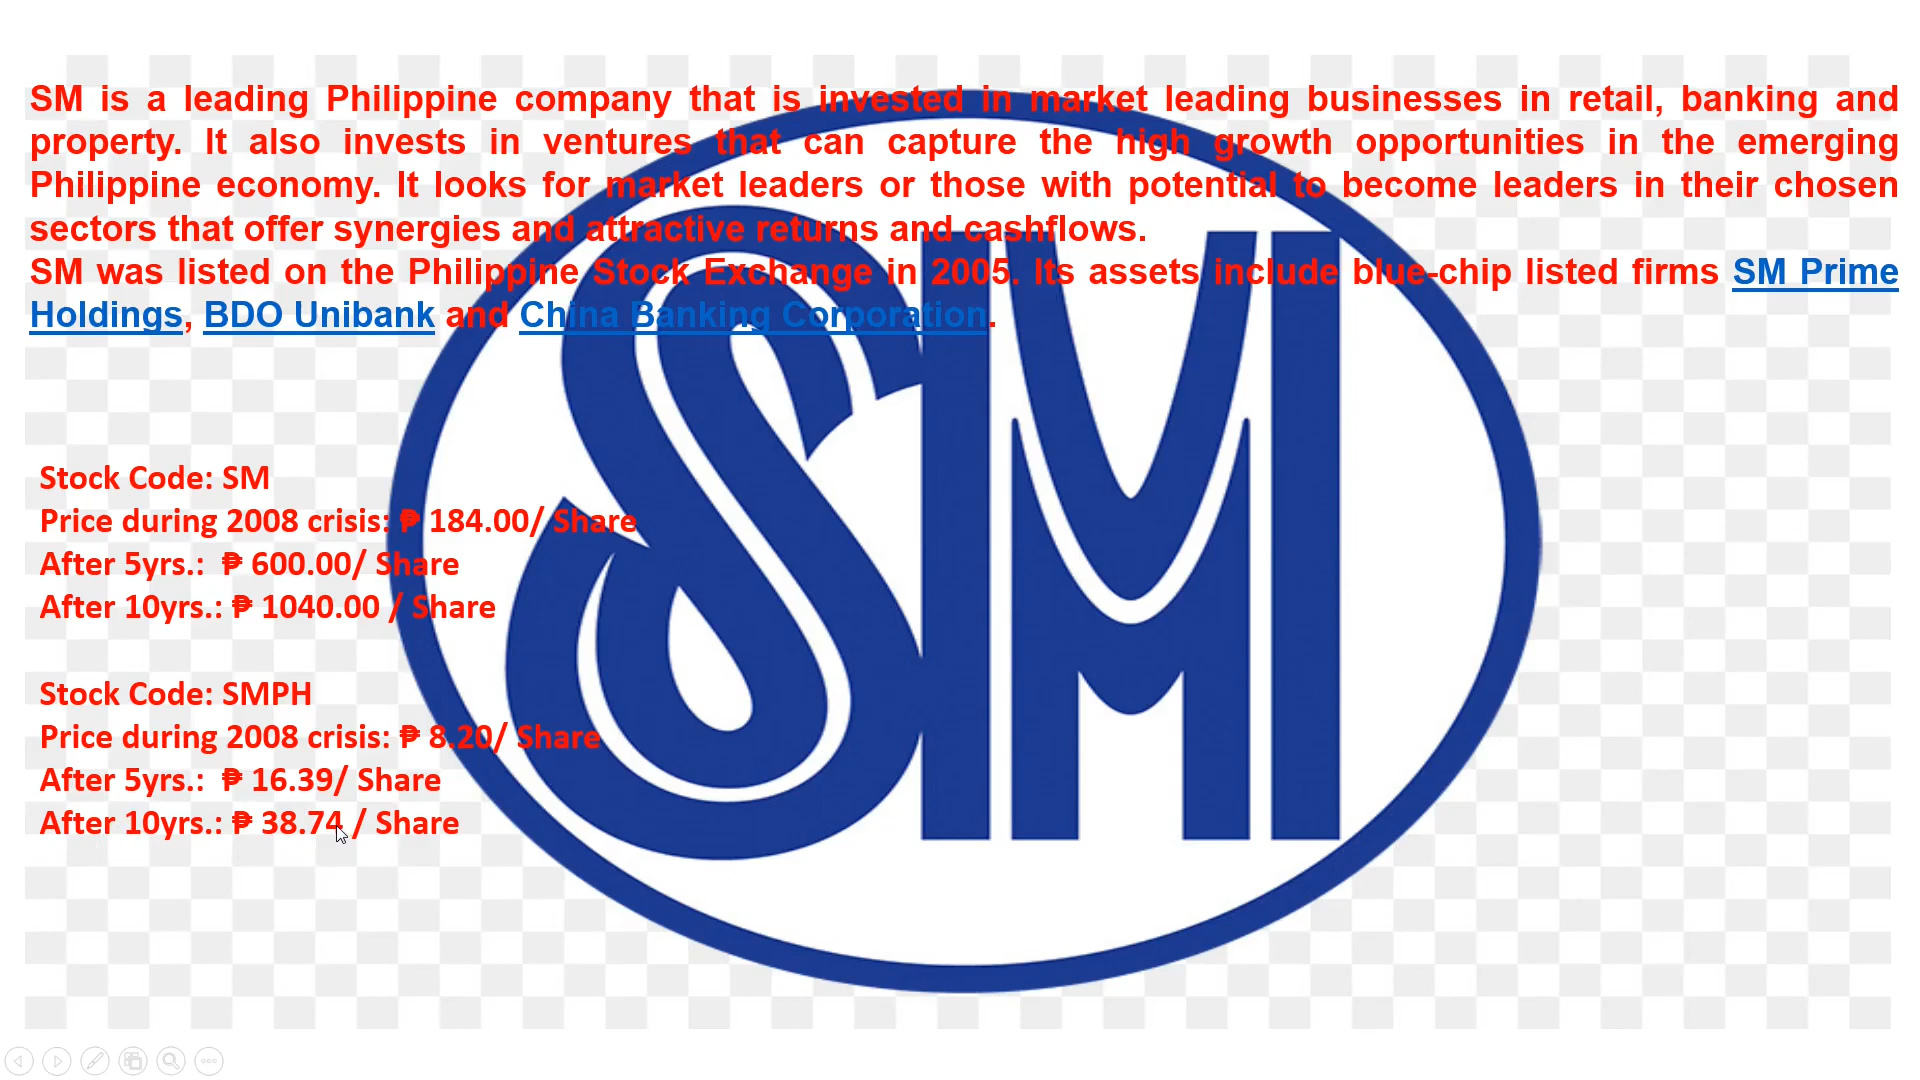 SM is a leading Philippine company that is invested in market leading businesses in retail, banking and
property. It also invests in ventures that can capture the high growth opportunities in the emerging
Philippine economy. It looks for market leaders or those with potential to become leaders in their chosen
sectors that offer synergies and attractive returns and cashflows.
SM was listed on the Philippine Stock Exchange in 2005. Its assets include blue-chip listed firms SM Prime
Holdings, BDO Unibank and China Banking Corporation.
SM
Stock Code: SM
Price during 2008 crisis: ₱ 184.00/ Share
After 5yrs.:  ₱ 600.00/ Share
After 10yrs.: ₱ 1040.00 / Share
Stock Code: SMPH
Price during 2008 crisis: ₱ 8.20/ Share
After 5yrs.:  ₱ 16.39/ Share
After 10yrs.: ₱ 38.74 / Share